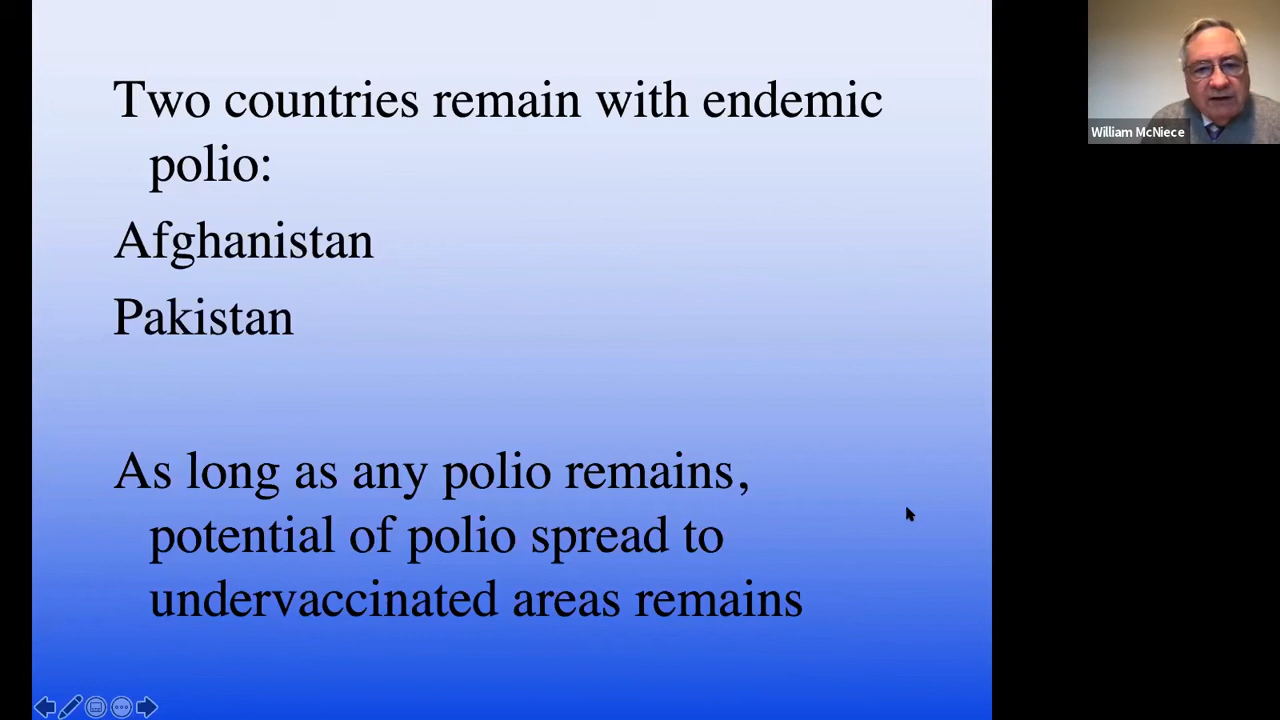 Two countries remain with endemic
polio:
Afghanistan
Pakistan
As long as any polio remains,
potential of polio spread to
undervaccinated areas remains
William McNiece